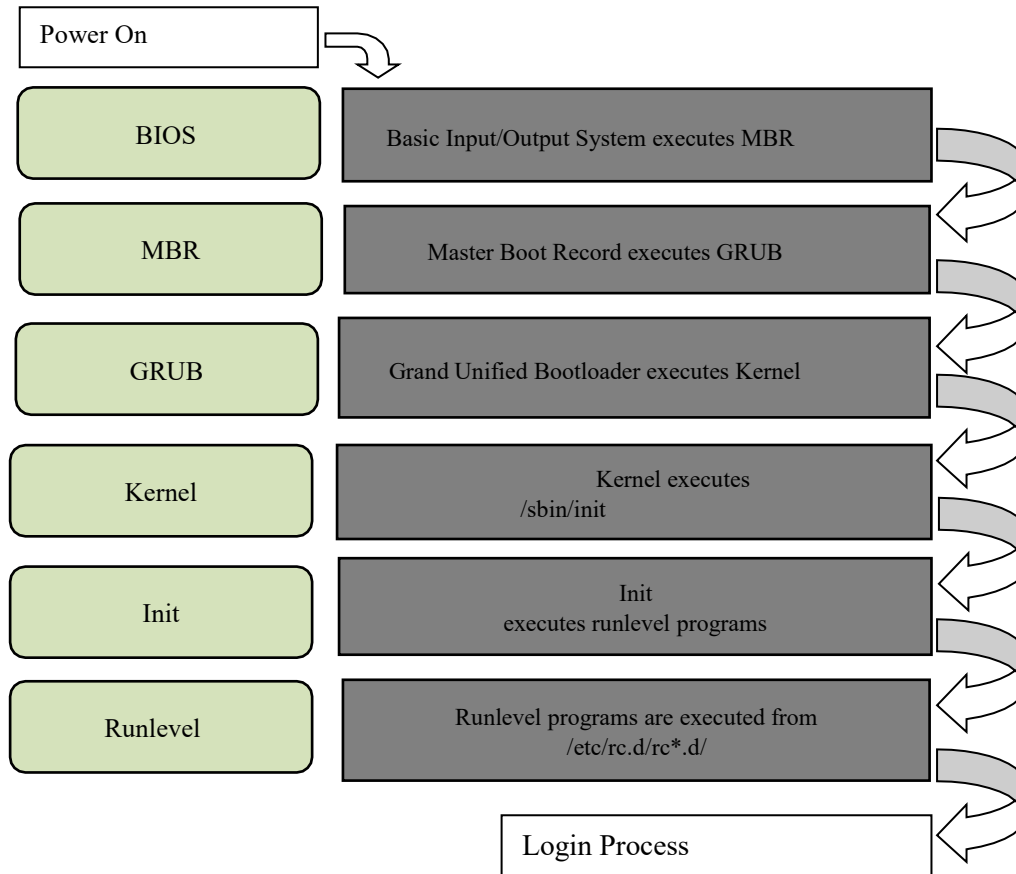 Power On
BIOS
Basic Input/Output System executes MBR
MBR
Master Boot Record executes GRUB
GRUB
Grand Unified Bootloader executes Kernel
Kernel
Kernel executes
/sbin/init
Init
Init
executes runlevel programs
Runlevel
Runlevel programs are executed from
/etc/rc.d/rc*.d/
Login Process